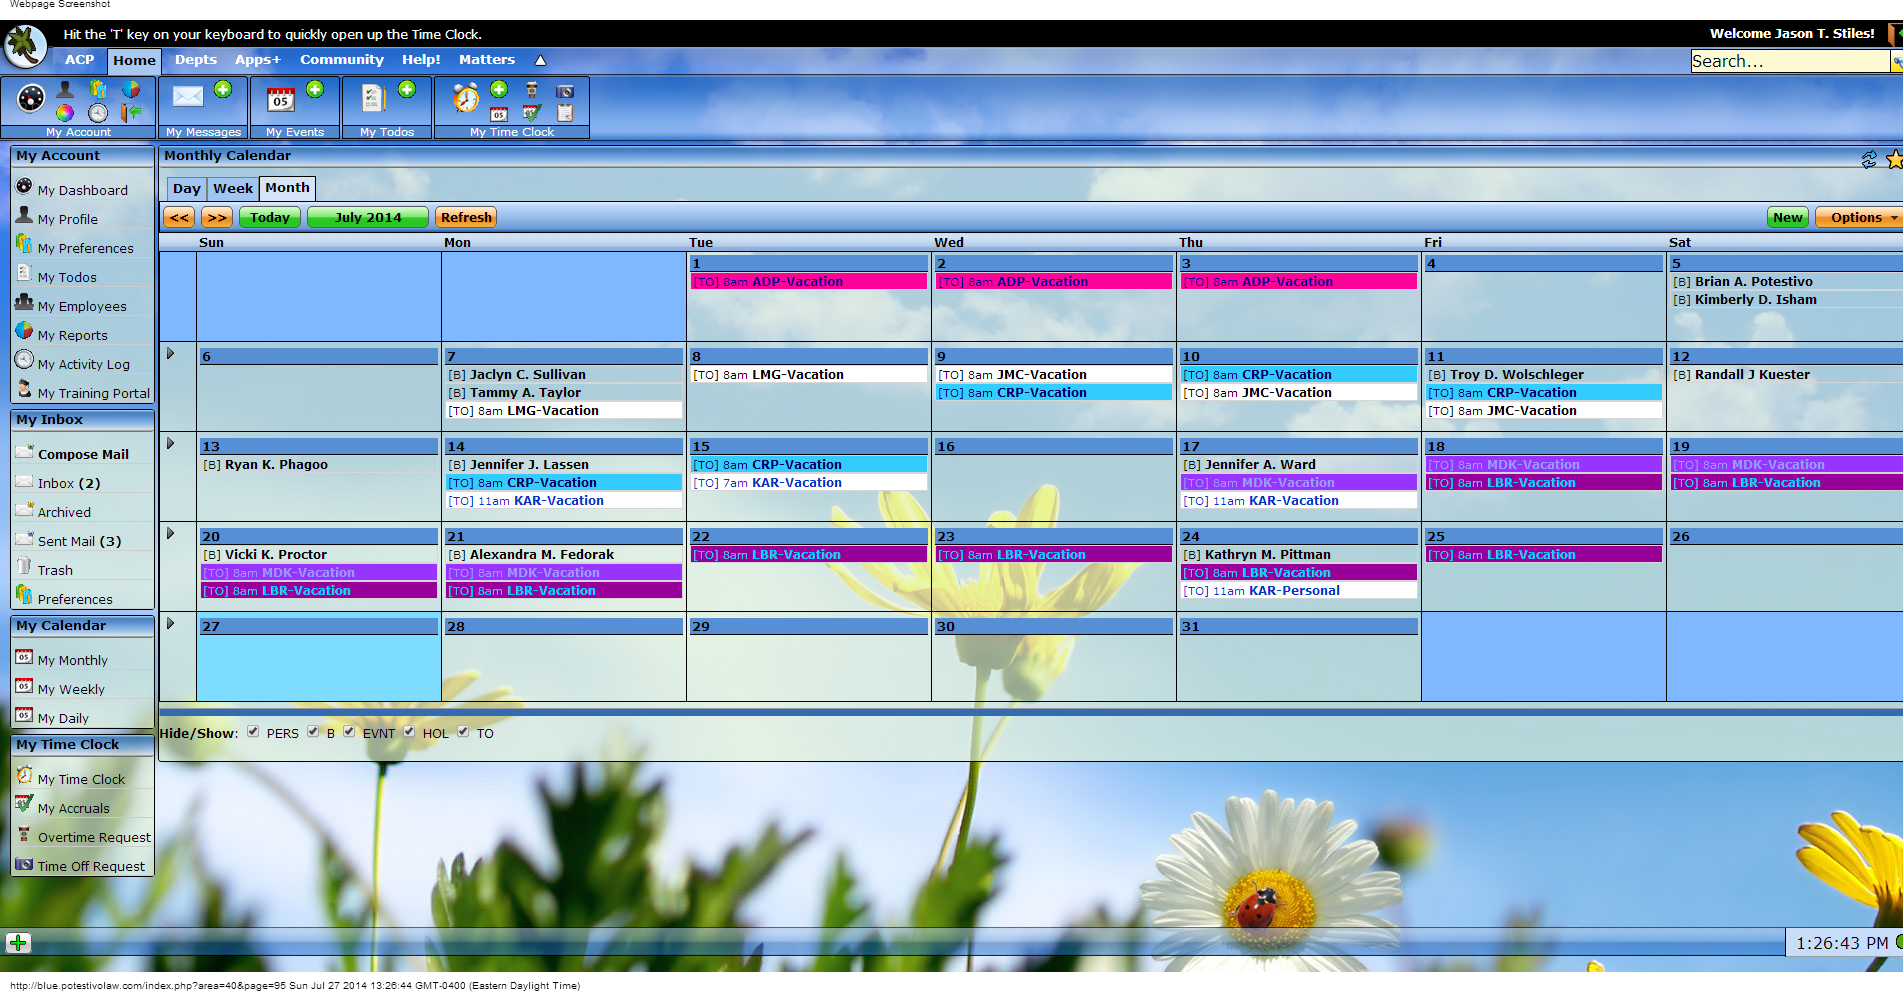 Webpage Screenshot
Hit the 'T' key on your keyboard to quickly open up the Time Clock.
Welcome Jason T. Stiles!
ACP Home Depts Apps+ Community Help! Matters
Search...
My Account My Messages My Events My Todos My Time Clock
My Account
My Dashboard
My Profile
My Preferences
My Todos
My Employees
My Reports
My Activity Log
My Training Portal
My Inbox
Compose Mail
Inbox (2)
Archived
Sent Mail (3)
Trash
Preferences
My Calendar
My Monthly
My Weekly
My Daily
My Time Clock
My Time Clock
My Accruals
Overtime Request
Time Off Request
Monthly Calendar
Day Week Month
<< >> Today July 2014 Refresh New Options
Sun Mon Tue Wed Thu Fri Sat
1 2 3 4 5
[TO] 8am ADP-Vacation [TO] 8am ADP-Vacation [TO] 8am ADP-Vacation [B] Brian A. Potestivo
[B] Kimberly D. Isham
6 7 8 9 10 11 12
[B] Jaclyn C. Sullivan [TO] 8am LMG-Vacation [TO] 8am JMC-Vacation [TO] 8am CRP-Vacation [B] Troy D. Wolschleger [B] Randall J Kuester
[B] Tammy A. Taylor [TO] 8am CRP-Vacation [TO] 8am JMC-Vacation [TO] 8am CRP-Vacation
[TO] 8am LMG-Vacation [TO] 8am JMC-Vacation
13 14 15 16 17 18 19
[B] Ryan K. Phagoo [B] Jennifer J. Lassen [TO] 8am CRP-Vacation [B] Jennifer A. Ward [TO] 8am MDK-Vacation [TO] 8am MDK-Vacation
[TO] 8am CRP-Vacation [TO] 7am KAR-Vacation [TO] 8am MDK-Vacation [TO] 8am LBR-Vacation [TO] 8am LBR-Vacation
[TO] 11am KAR-Vacation [TO] 11am KAR-Vacation
20 21 22 23 24 25 26
[B] Vicki K. Proctor [B] Alexandra M. Fedorak [TO] 8am LBR-Vacation [TO] 8am LBR-Vacation [B] Kathryn M. Pittman [TO] 8am LBR-Vacation
[TO] 8am MDK-Vacation [TO] 8am MDK-Vacation [TO] 8am LBR-Vacation
[TO] 8am LBR-Vacation [TO] 8am LBR-Vacation [TO] 11am KAR-Personal
27 28 29 30 31
Hide/Show: PERS B EVNT HOL TO
1:26:43 PM
http://blue.potestivolaw.com/index.php?area=40&page=95 Sun Jul 27 2014 13:26:44 GMT-0400 (Eastern Daylight Time)